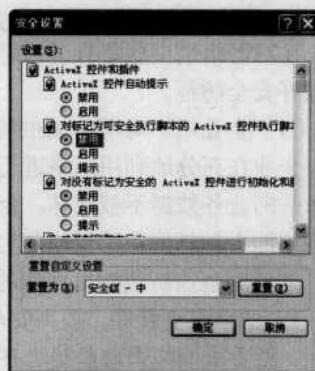 安全设置
设置(S):
ActiveX 控件和插件
ActiveX 控件自动提示
禁用
启用
对标记为可安全执行脚本的 ActiveX 控件执行脚本
禁用
启用
提示
对没有标记为安全的 ActiveX 控件进行初始化和
禁用
启用
提示
重置自定义设置
重置为(R): 安全级 - 中
重置(E)
确定 取消